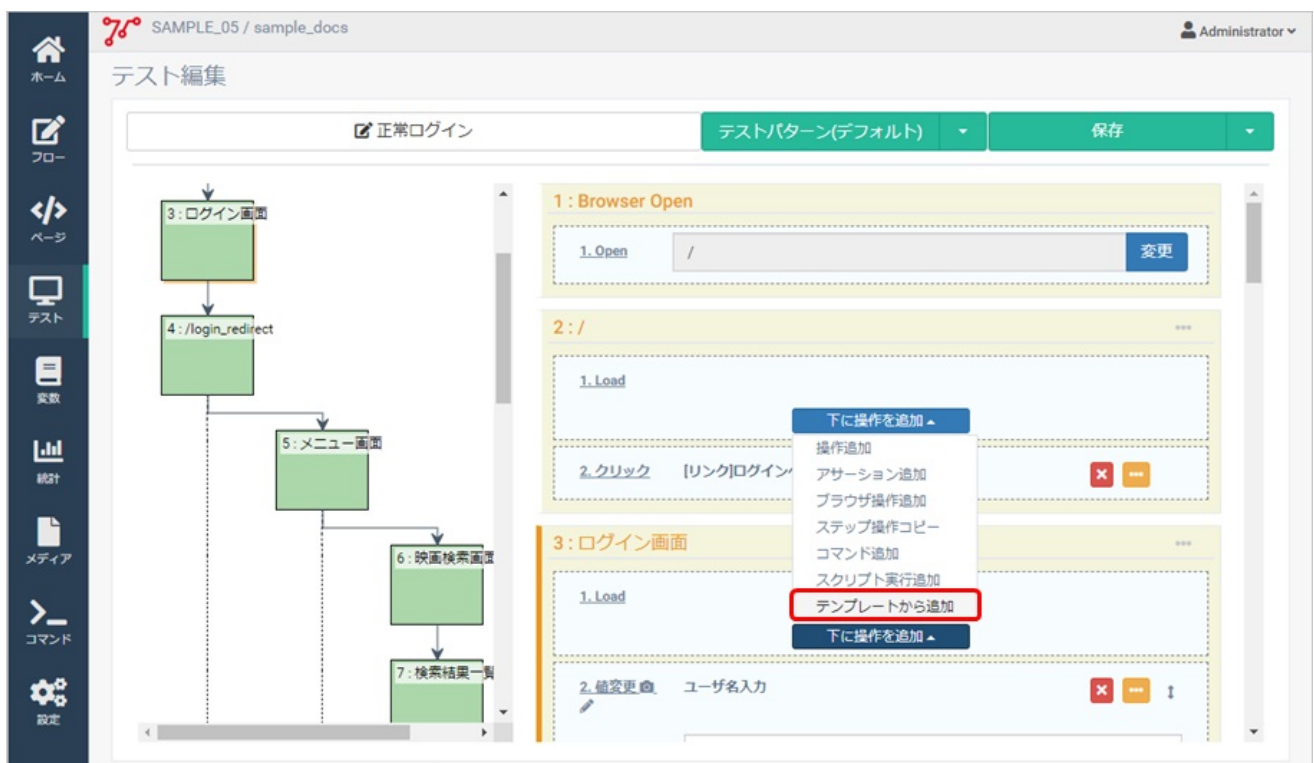 SAMPLE_05 / sample_docs
Administrator
ホーム
フロー
ページ
テスト
変数
統計
メディア
コマンド
設定
テスト編集
正常ログイン
テストパターン(デフォルト)
保存
3 : ログイン画面
4 : /login_redirect
5 : メニュー画面
6 : 映画検索画面
7 : 検索結果一覧
1 : Browser Open
1. Open
/
変更
2 : /
1. Load
下に操作を追加
操作追加
アサーション追加
ブラウザ操作追加
ステップ操作コピー
コマンド追加
スクリプト実行追加
テンプレートから追加
2. クリック
[リンク]ログイン
3 : ログイン画面
1. Load
下に操作を追加
2. 値変更
ユーザ名入力